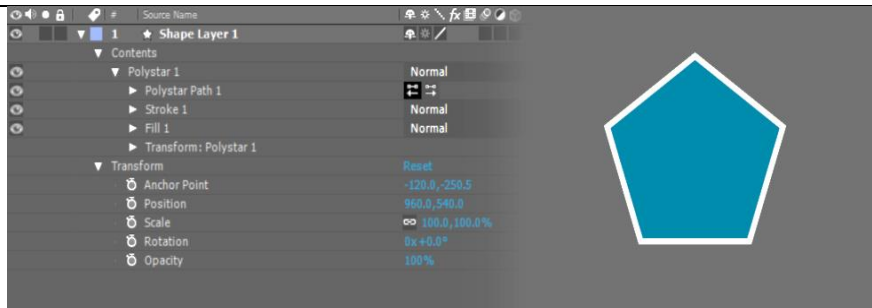 # Source Name
1 Shape Layer 1
Contents
Polystar 1 Normal
Polystar Path 1
Stroke 1 Normal
Fill 1 Normal
Transform: Polystar 1
Transform Reset
Anchor Point -120.0,-250.5
Position 960.0,540.0
Scale 100.0,100.0%
Rotation 0x+0.0°
Opacity 100%